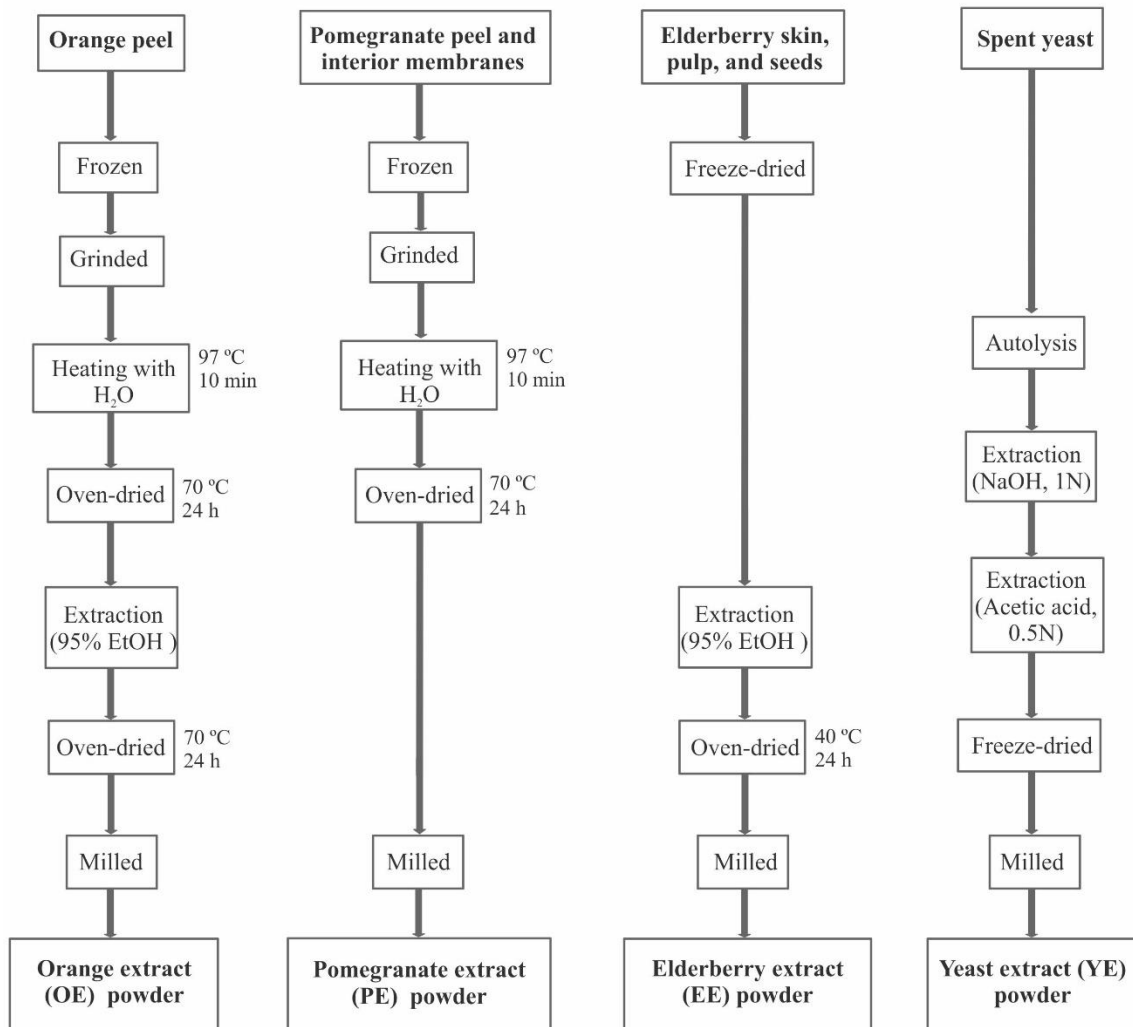 Orange peel
Frozen
Grinded
Heating with
H₂O
97 ºC
10 min
Oven-dried
70 ºC
24 h
Extraction
(95% EtOH )
Oven-dried
70 ºC
24 h
Milled
Orange extract
(OE) powder
Pomegranate peel and
interior membranes
Frozen
Grinded
Heating with
H₂O
97 ºC
10 min
Oven-dried
70 ºC
24 h
Milled
Pomegranate extract
(PE) powder
Elderberry skin,
pulp, and seeds
Freeze-dried
Extraction
(95% EtOH )
Oven-dried
40 ºC
24 h
Milled
Elderberry extract
(EE) powder
Spent yeast
Autolysis
Extraction
(NaOH, 1N)
Extraction
(Acetic acid,
0.5N)
Freeze-dried
Milled
Yeast extract (YE)
powder